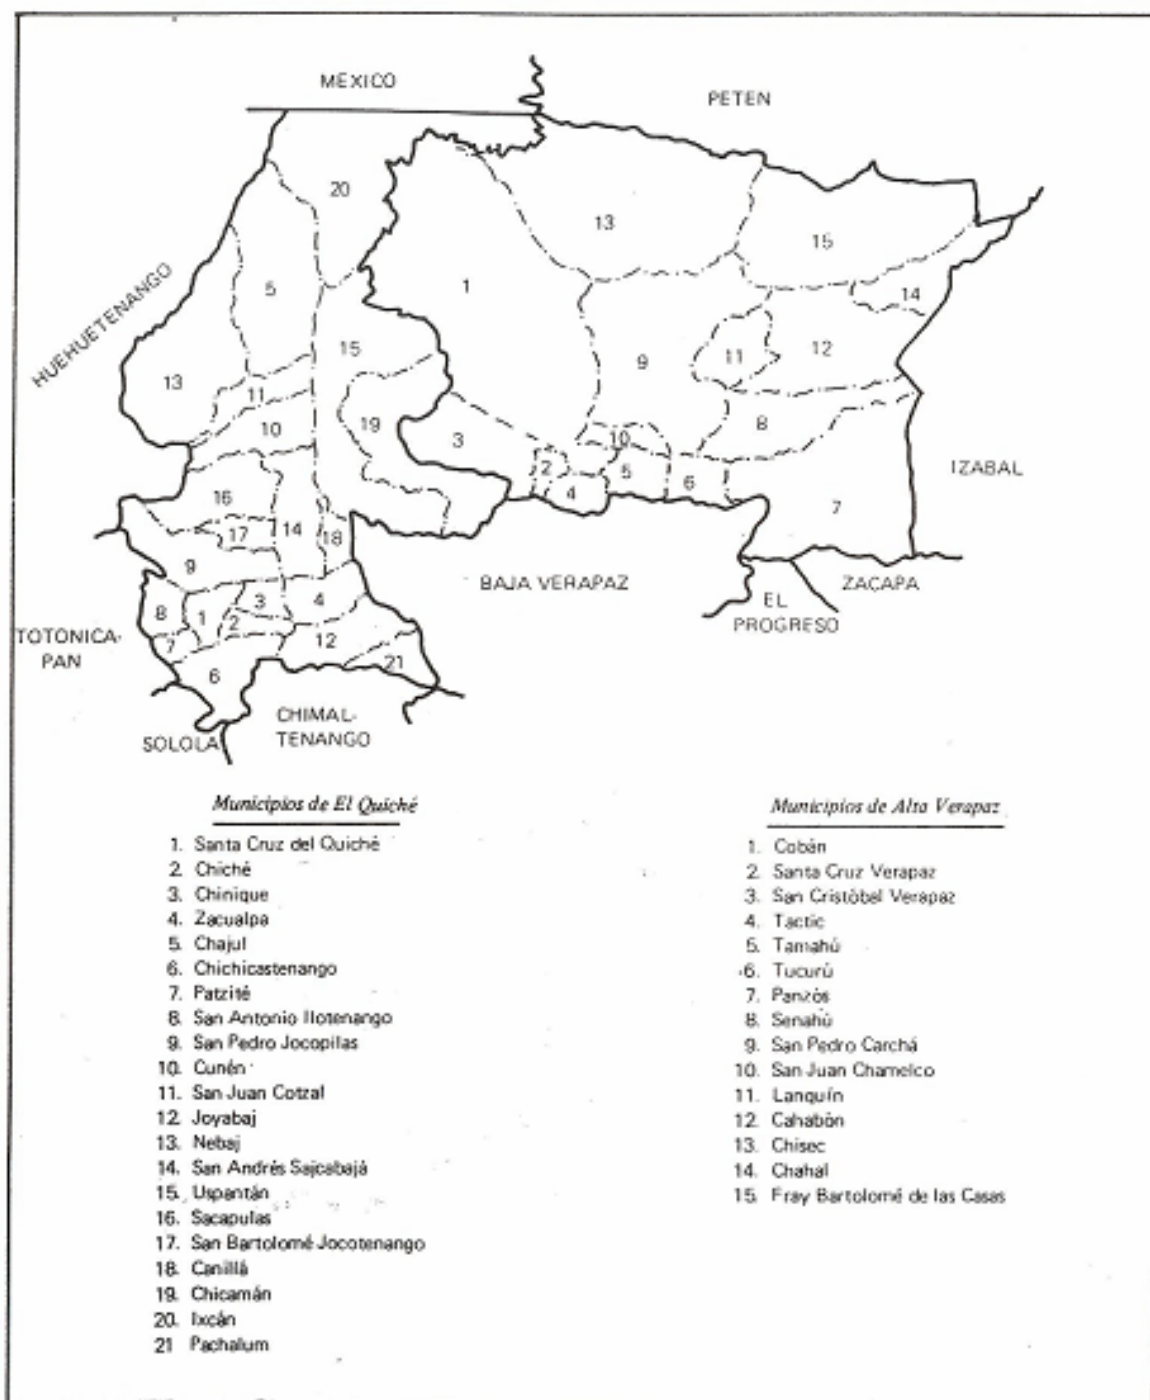 MEXICO
PETEN
20
13
15
1
5
14
HUEHUETENANGO
15
12
11
9
13
11
8
19
10
3
10
2
5
6
4
7
IZABAL
16
14
17
18
9
BAJA VERAPAZ
ZACAPA
EL
PROGRESO
8
1
2
3
4
7
12
21
6
TOTONICA-
PAN
CHIMAL-
TENANGO
SOLOLA
Municipios de El Quiché
1. Santa Cruz del Quiché
2. Chiché
3. Chinique
4. Zacualpa
5. Chajul
6. Chichicastenango
7. Patzité
8. San Antonio Ilotenango
9. San Pedro Jocopilas
10. Cunén
11. San Juan Cotzal
12. Joyabaj
13. Nebaj
14. San Andrés Sajcabajá
15. Uspantán
16. Sacapulas
17. San Bartolomé Jocotenango
18. Canillá
19. Chicamán
20. Ixcán
21 Pachalum
Municipios de Alta Verapaz
1. Cobán
2. Santa Cruz Verapaz
3. San Cristóbal Verapaz
4. Tactic
5. Tamahú
6. Tucurú
7. Panzós
8. Senahú
9. San Pedro Carchá
10. San Juan Chamelco
11. Lanquín
12. Cahabón
13. Chisec
14. Chahal
15. Fray Bartolomé de las Casas